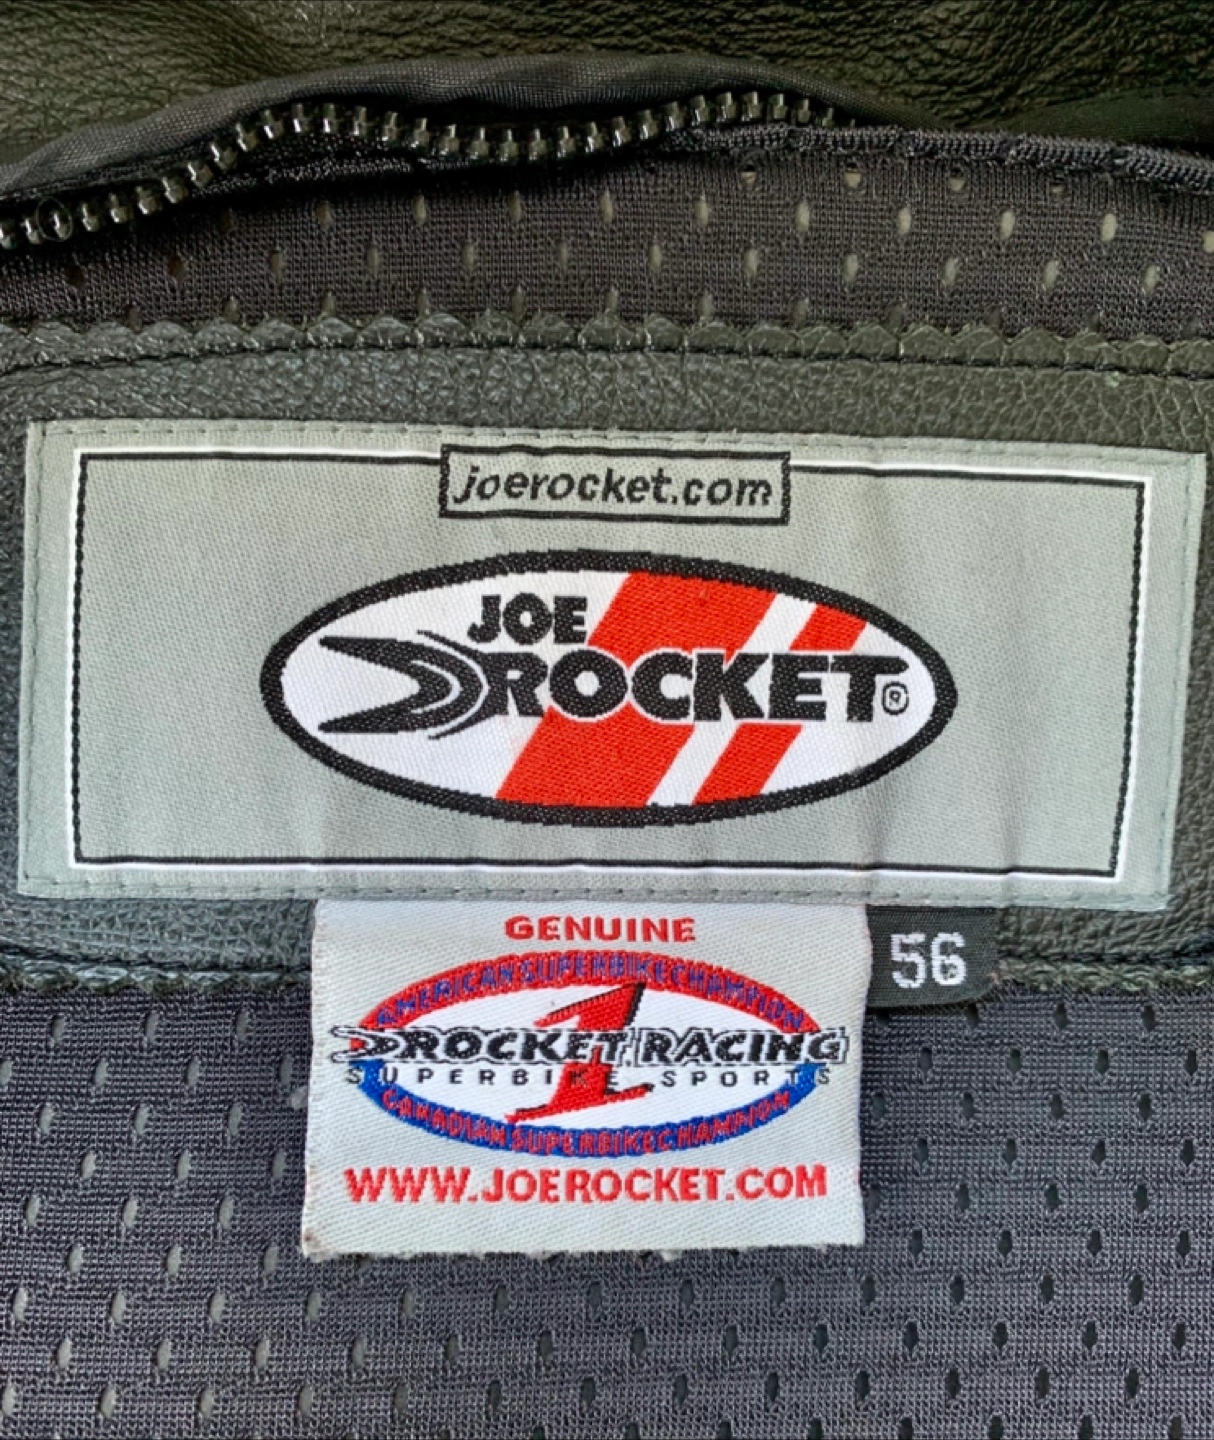 joerocket.com
JOE
ROCKET®
GENUINE
56
AMERICAN SUPERBIKE CHAMPION
1
ROCKET RACING
SUPERBIKE SPORTS
CANADIAN SUPERBIKE CHAMPION
WWW.JOEROCKET.COM